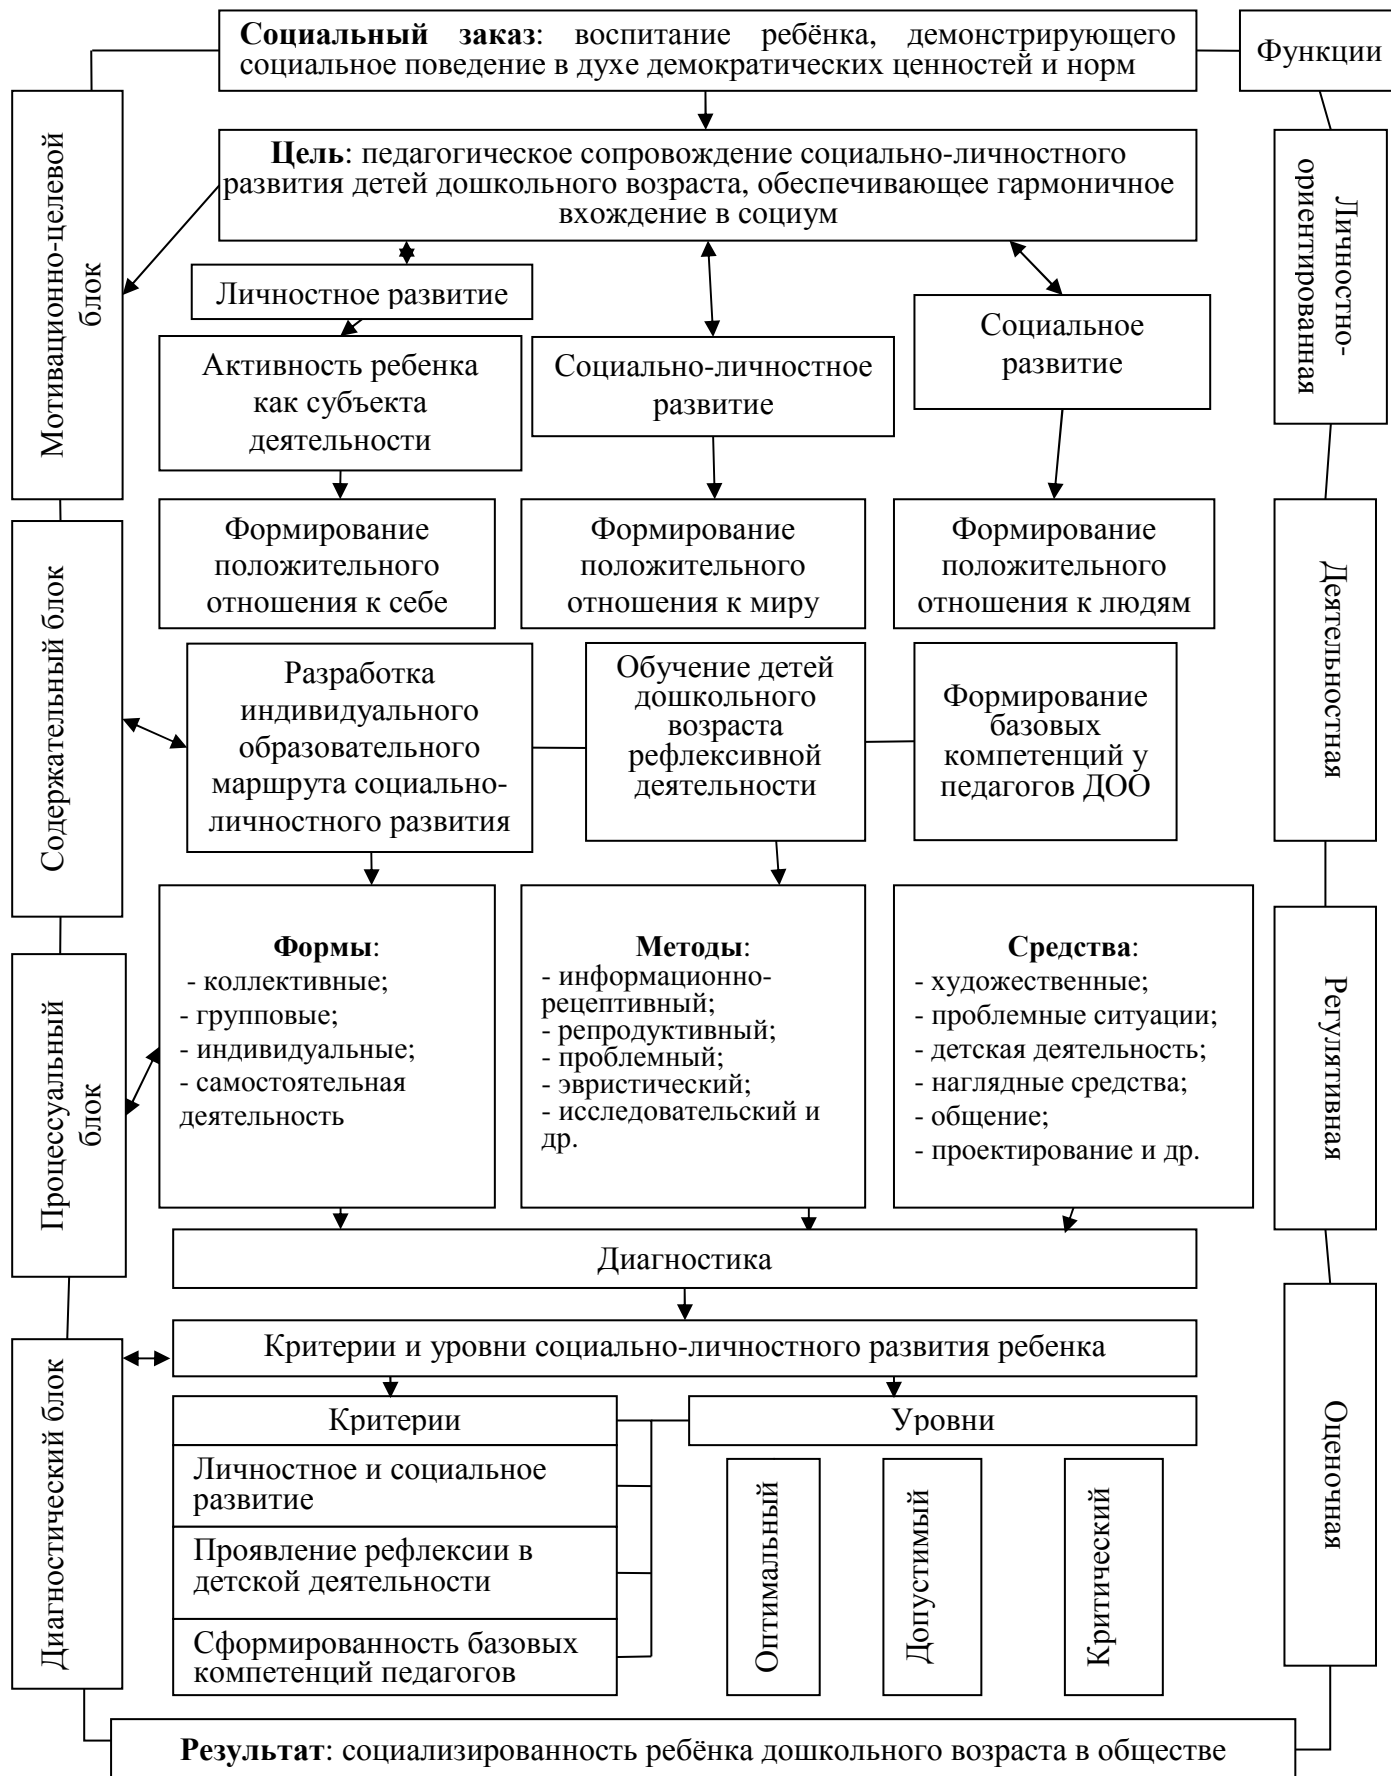 Социальный заказ: воспитание ребёнка, демонстрирующего
социальное поведение в духе демократических ценностей и норм
Функции
Мотивационно-целевой
блок
Цель: педагогическое сопровождение социально-личностного
развития детей дошкольного возраста, обеспечивающее гармоничное
вхождение в социум
Личностно-
ориентированная
Личностное развитие
Активность ребенка
как субъекта
деятельности
Социально-личностное
развитие
Социальное
развитие
Формирование
положительного
отношения к себе
Формирование
положительного
отношения к миру
Формирование
положительного
отношения к людям
Содержательный блок
Деятельностная
Разработка
индивидуального
образовательного
маршрута социально-
личностного развития
Обучение детей
дошкольного
возраста
рефлексивной
деятельности
Формирование
базовых
компетенций у
педагогов ДОО
Процессуальный
блок
Формы:
- коллективные;
- групповые;
- индивидуальные;
- самостоятельная
деятельность
Методы:
- информационно-
рецептивный;
- репродуктивный;
- проблемный;
- эвристический;
- исследовательский и
др.
Средства:
- художественные;
- проблемные ситуации;
- детская деятельность;
- наглядные средства;
- общение;
- проектирование и др.
Регулятивная
Диагностика
Диагностический блок
Критерии и уровни социально-личностного развития ребенка
Критерии
Личностное и социальное
развитие
Проявление рефлексии в
детской деятельности
Сформированность базовых
компетенций педагогов
Уровни
Оптимальный
Допустимый
Критический
Оценочная
Результат: социализированность ребёнка дошкольного возраста в обществе